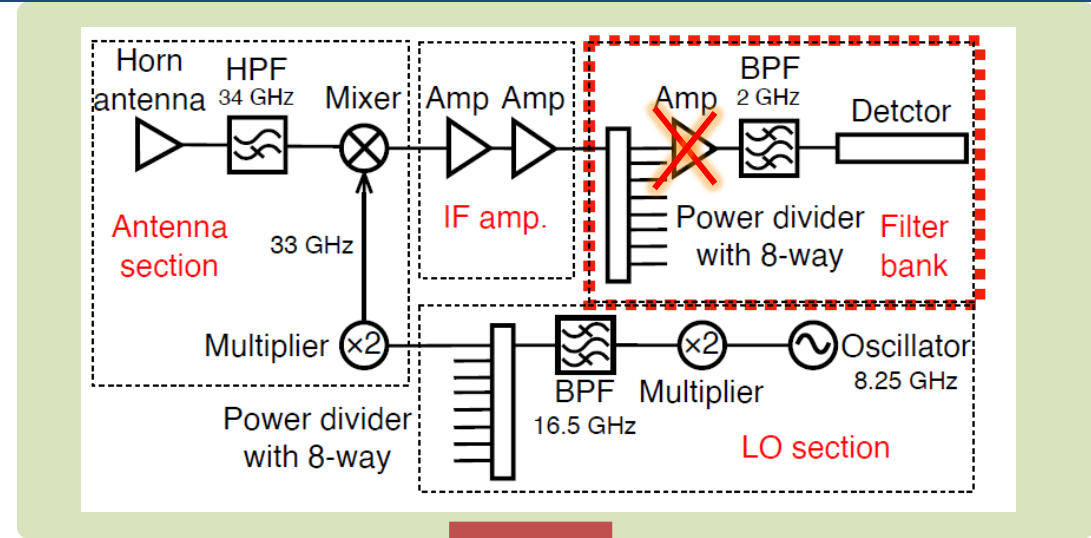 Horn
antenna
HPF
34 GHz
Mixer
Amp Amp
Amp
BPF
2 GHz
Detctor
Antenna
section
33 GHz
IF amp.
Power divider
with 8-way
Filter
bank
Multiplier
×2
Power divider
with 8-way
BPF
16.5 GHz
×2
Multiplier
Oscillator
8.25 GHz
LO section